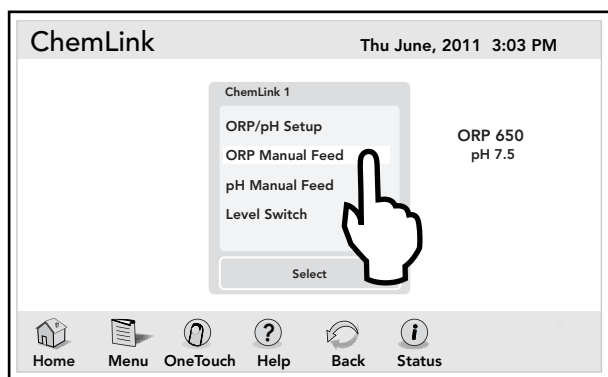 ChemLink
Thu June, 2011 3:03 PM
ChemLink 1
ORP/pH Setup
ORP Manual Feed
pH Manual Feed
Level Switch
Select
ORP 650
pH 7.5
Home Menu OneTouch Help Back Status